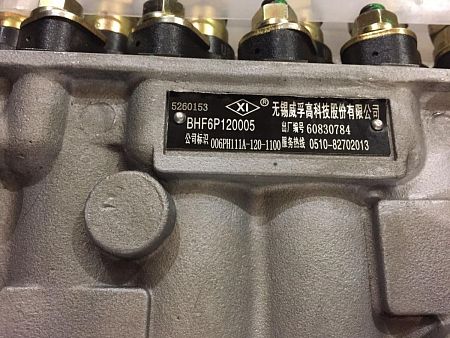 5260153 XI ® 无锡威孚高科技股份有限公司
BHF6P120005 出厂编号 60830784
公司标识 006PH111A-120-1100 服务热线 0510-82702013